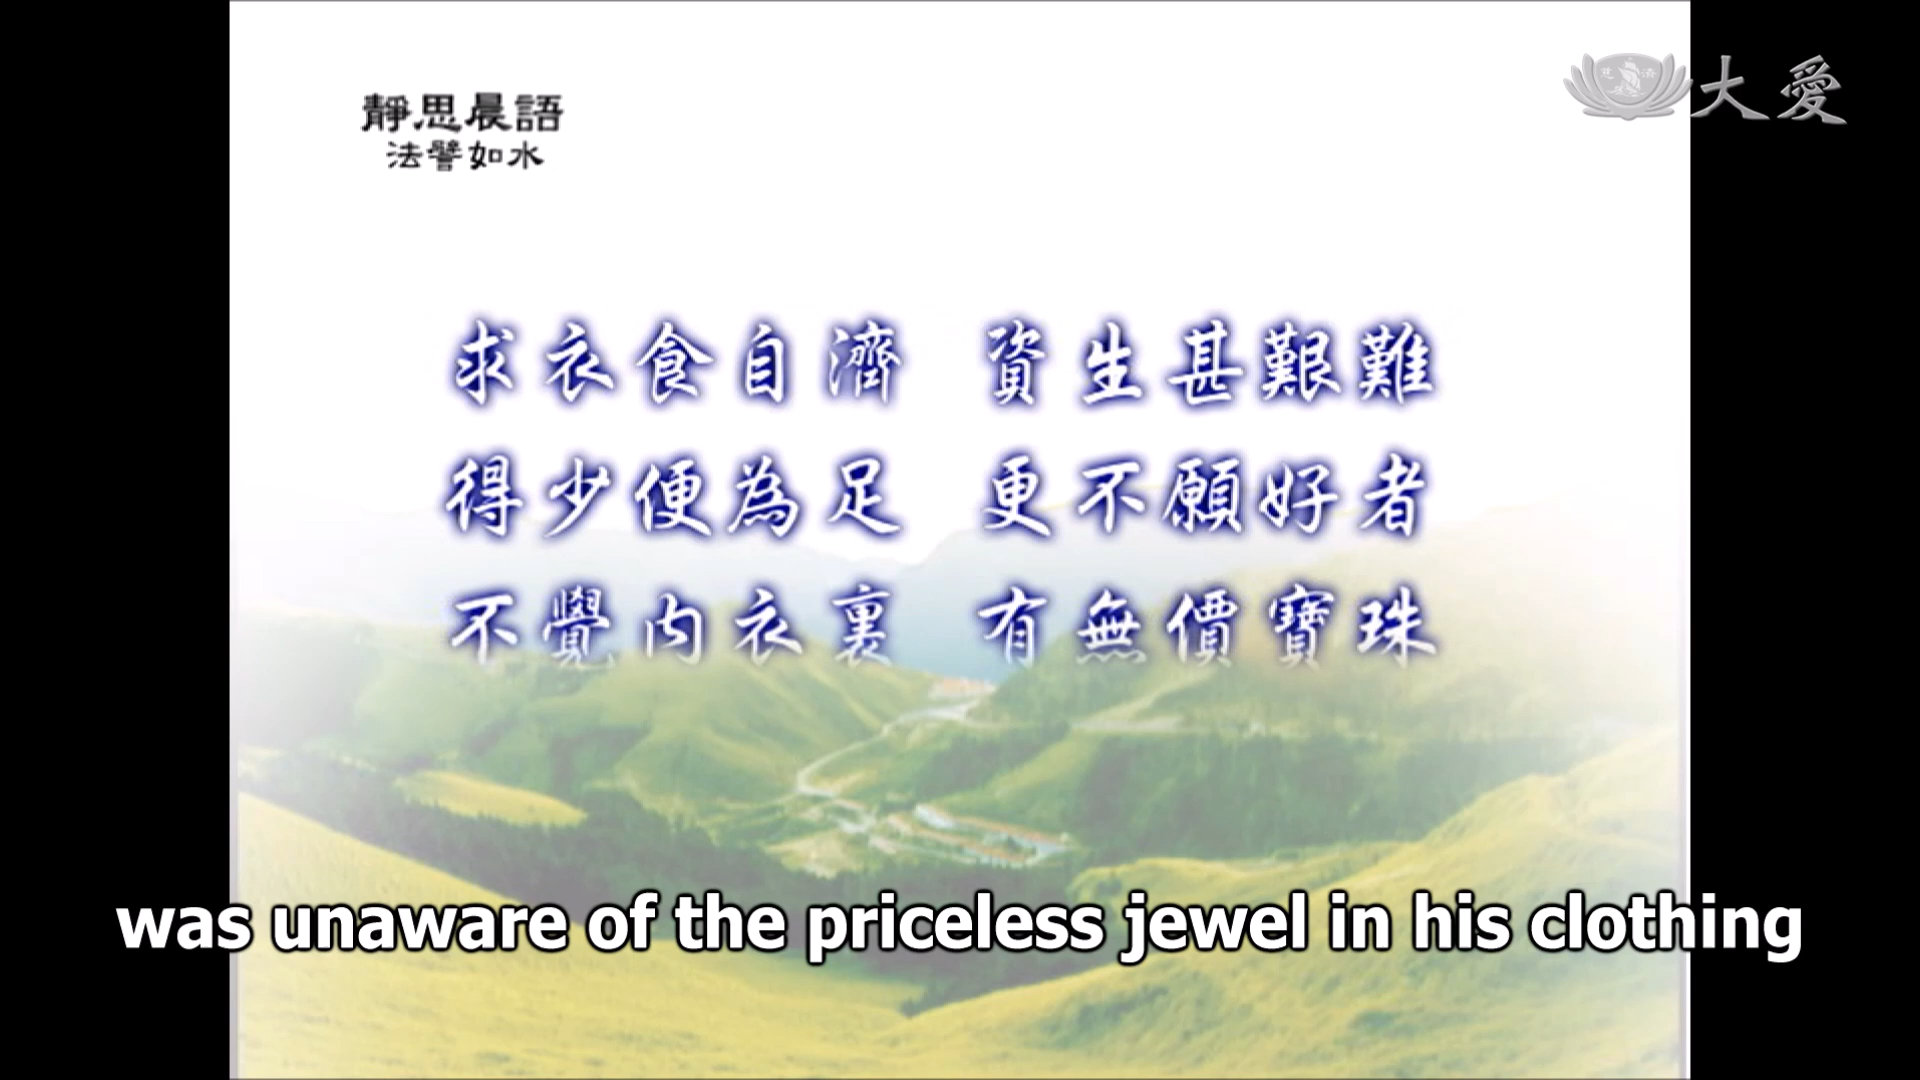 靜思晨語
法譬如水
大愛
慈濟
求衣食自濟 資生甚艱難
得少便為足 更不願好者
不覺內衣裏 有無價寶珠
was unaware of the priceless jewel in his clothing